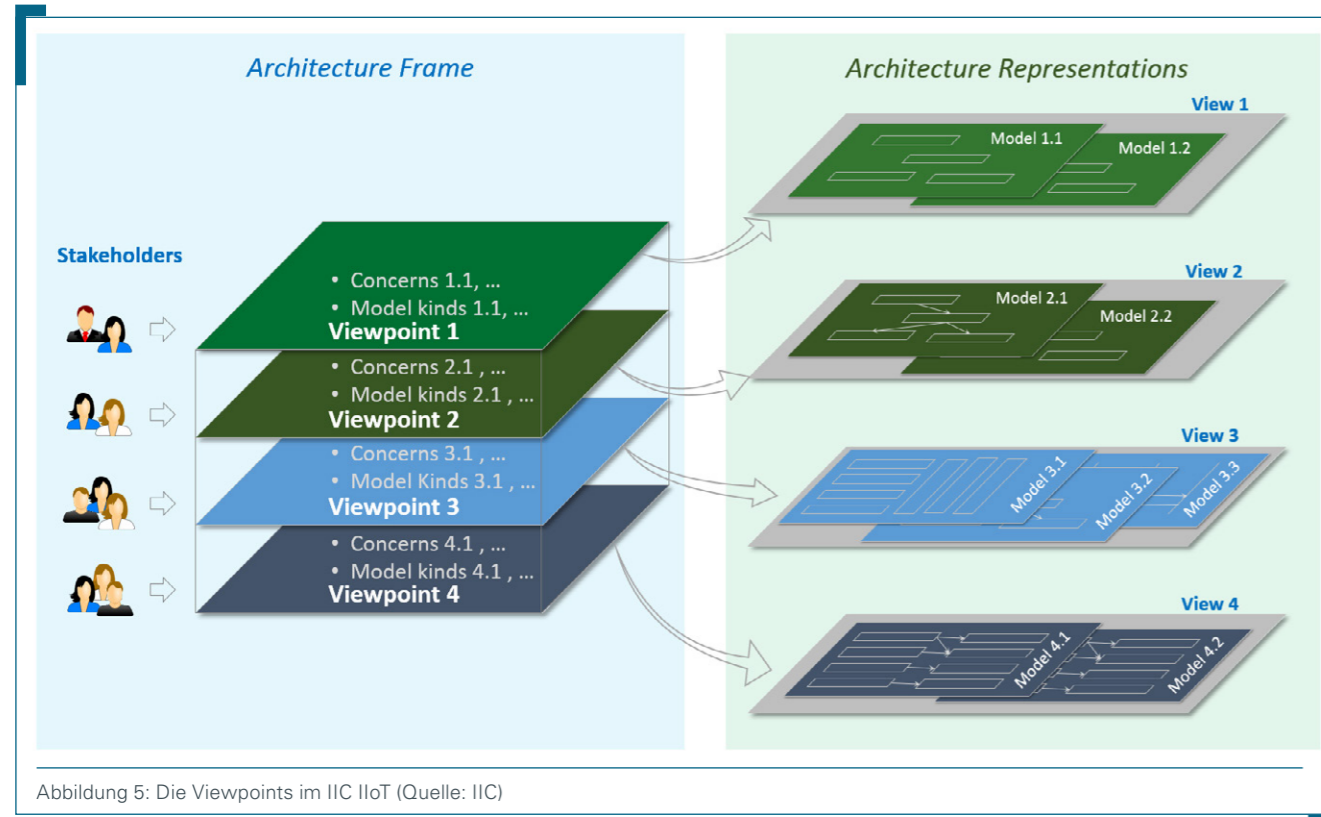 Architecture Frame
Stakeholders
• Concerns 1.1, ...
• Model kinds 1.1, ...
Viewpoint 1
• Concerns 2.1 , ...
• Model kinds 2.1 , ...
Viewpoint 2
• Concerns 3.1 , ...
• Model Kinds 3.1 , ...
Viewpoint 3
• Concerns 4.1 , ...
• Model kinds 4.1 , ...
Viewpoint 4
Architecture Representations
View 1
Model 1.1
Model 1.2
View 2
Model 2.1
Model 2.2
View 3
Model 3.1
Model 3.2
Model 3.3
View 4
Model 4.1
Model 4.2
Abbildung 5: Die Viewpoints im IIC IIoT (Quelle: IIC)